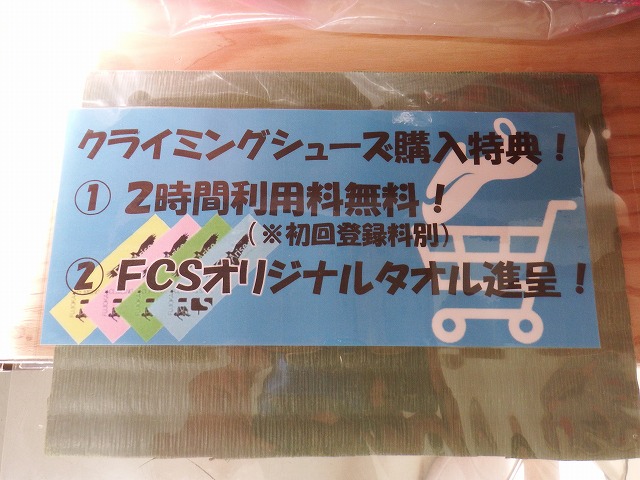 クライミングシューズ購入特典！
① 2時間利用料無料！
（※初回登録料別）
② FCSオリジナルタオル進呈！